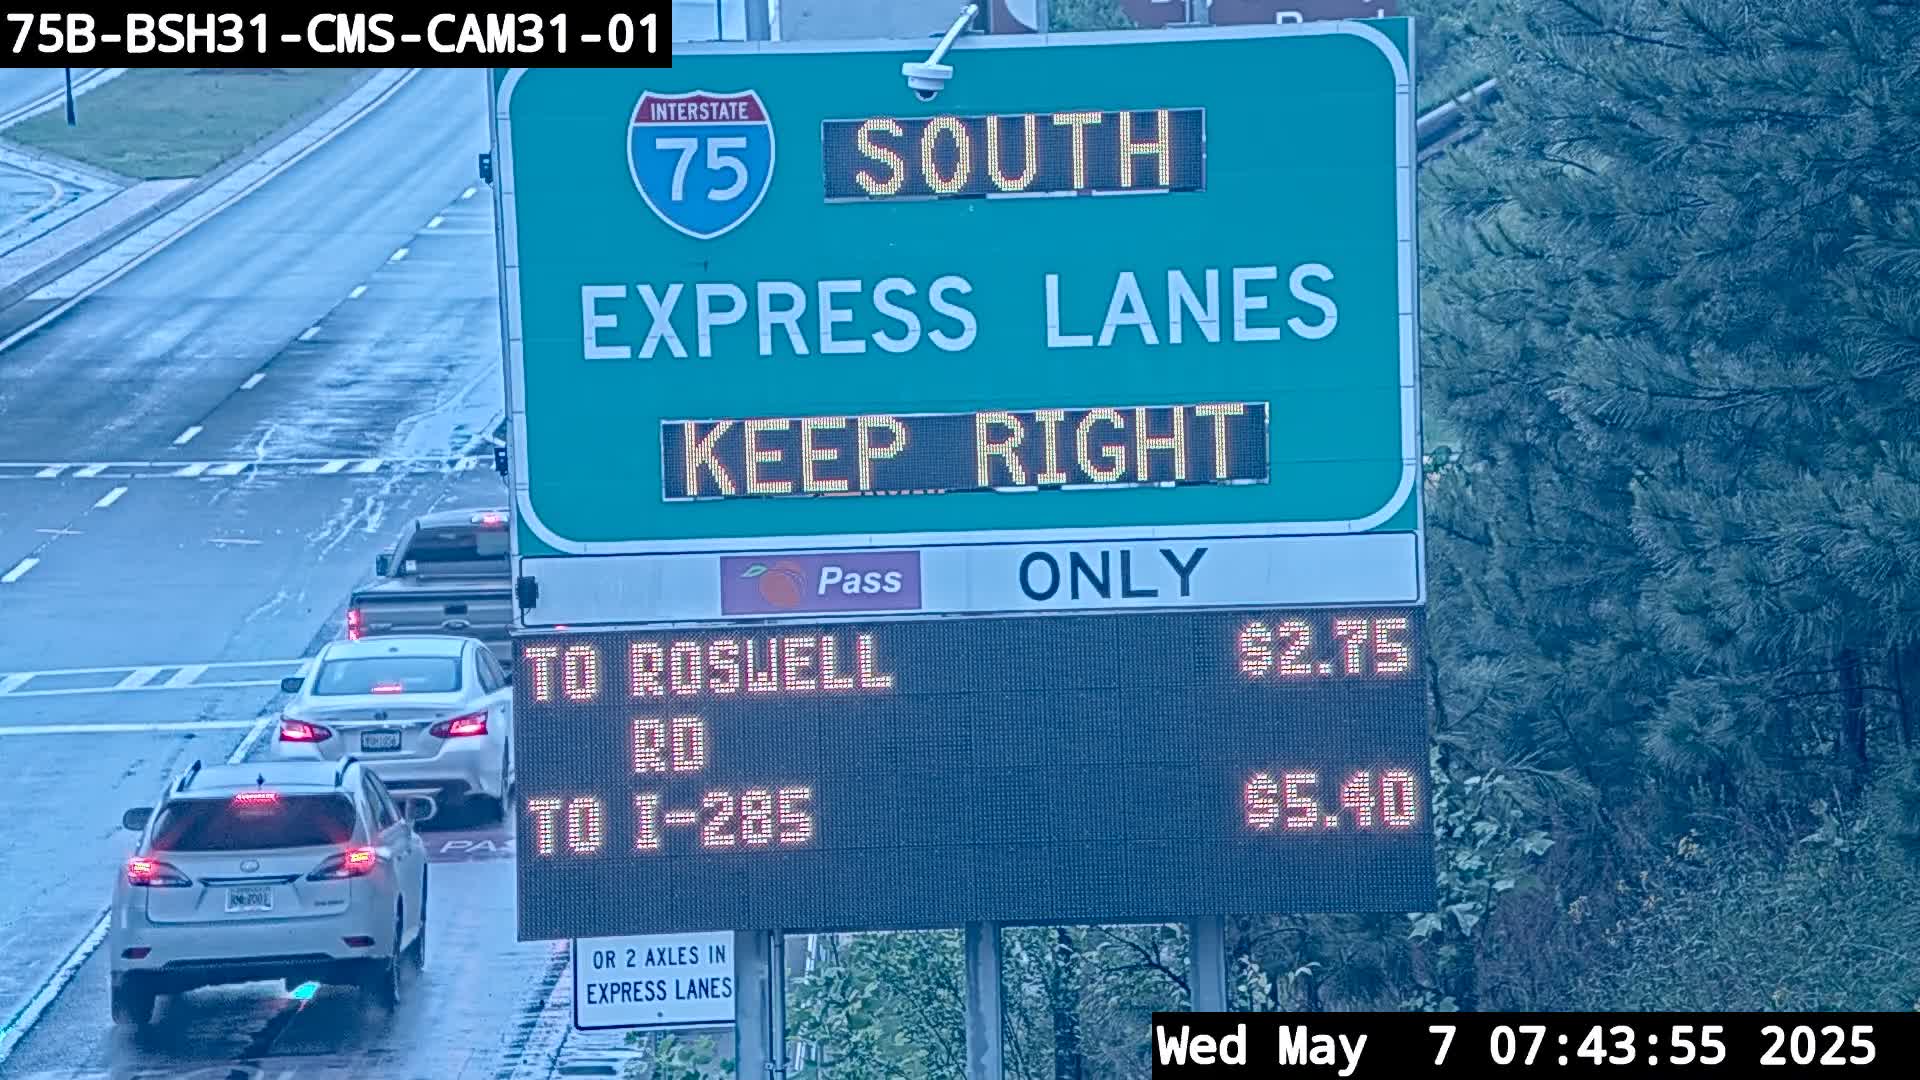 75B-BSH31-CMS-CAM31-01
INTERSTATE
75
SOUTH
EXPRESS LANES
KEEP RIGHT
Pass ONLY
TO ROSWELL $2.75
RD
TO I-285 $5.40
OR 2 AXLES IN
EXPRESS LANES
Wed May 7 07:43:55 2025